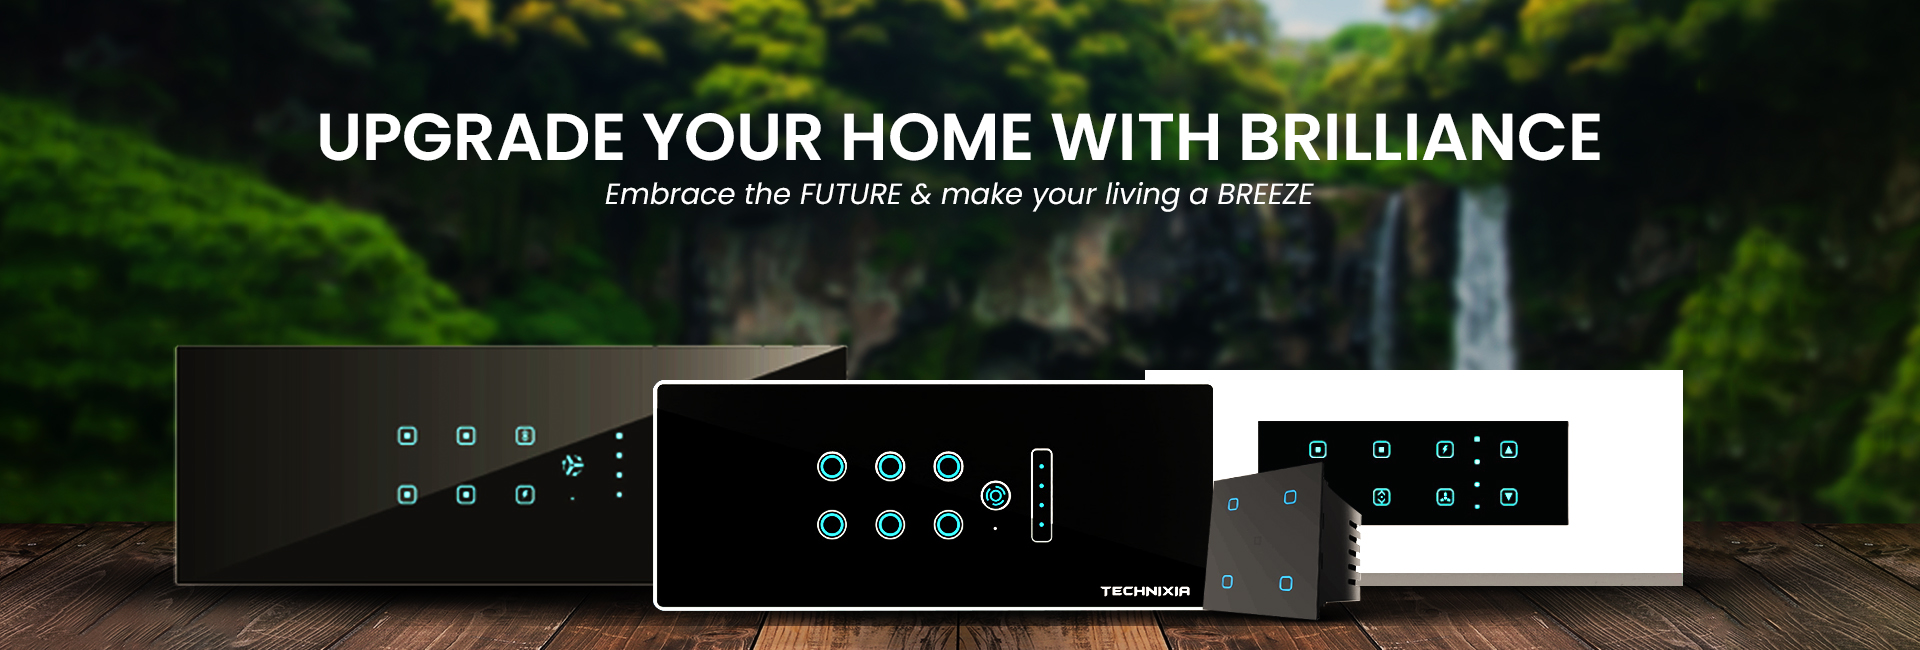 UPGRADE YOUR HOME WITH BRILLIANCE
Embrace the FUTURE & make your living a BREEZE
TECHNIXIA